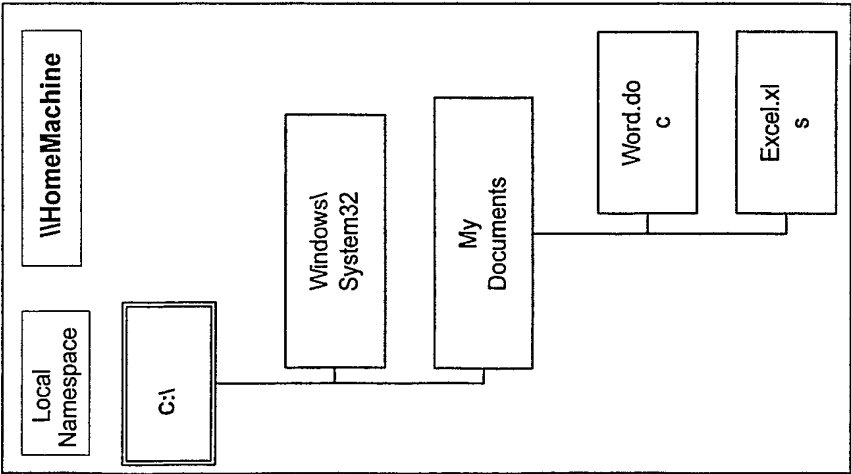 Local
Namespace
\\HomeMachine
C:\
Windows\
System32
My
Documents
Word.do
c
Excel.xl
s